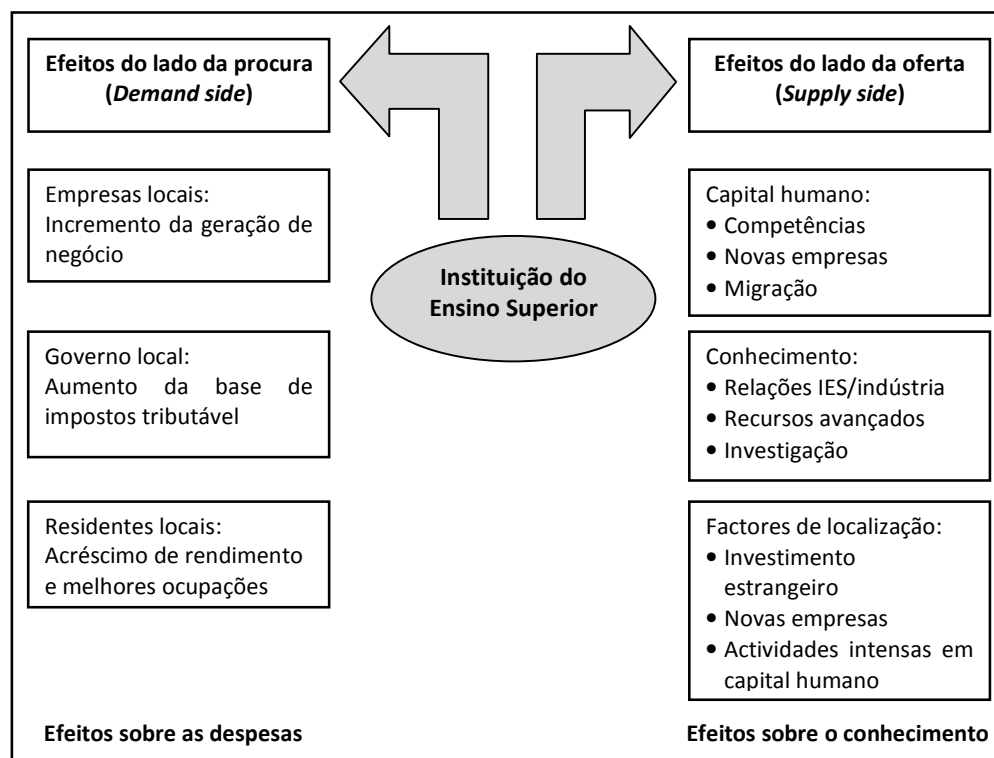 Efeitos do lado da procura
(Demand side)
Empresas locais:
Incremento da geração de
negócio
Governo local:
Aumento da base de
impostos tributável
Residentes locais:
Acréscimo de rendimento
e melhores ocupações
Efeitos sobre as despesas
Instituição do
Ensino Superior
Efeitos do lado da oferta
(Supply side)
Capital humano:
• Competências
• Novas empresas
• Migração
Conhecimento:
• Relações IES/indústria
• Recursos avançados
• Investigação
Factores de localização:
• Investimento
estrangeiro
• Novas empresas
• Actividades intensas em
capital humano
Efeitos sobre o conhecimento